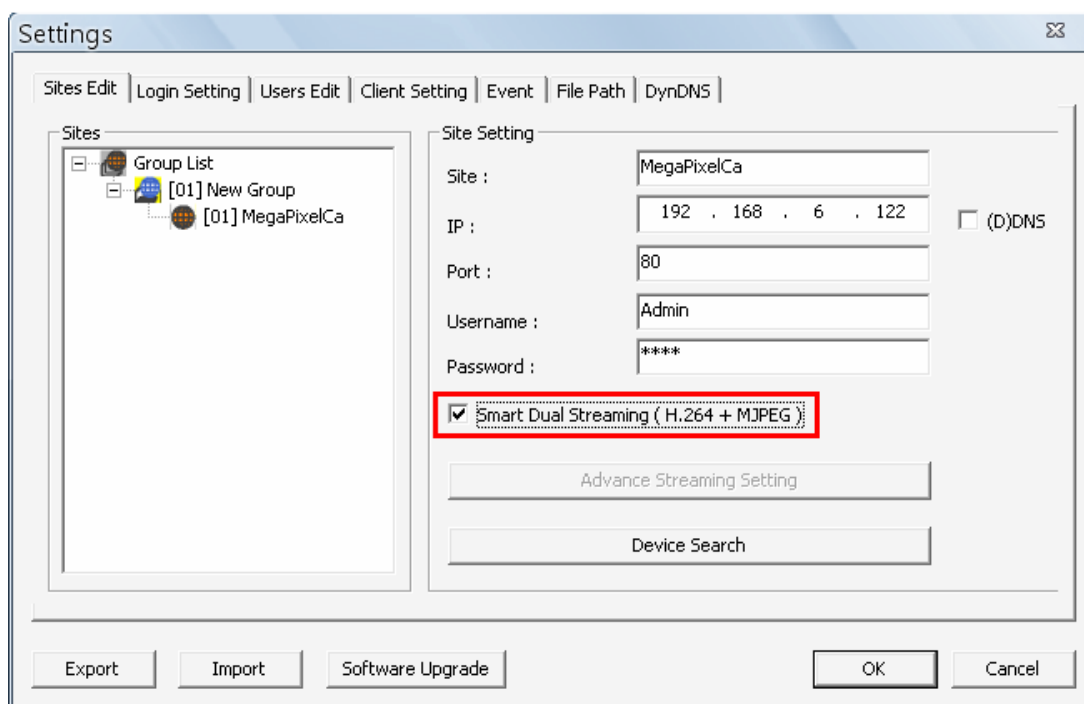 Settings
Sites Edit Login Setting Users Edit Client Setting Event File Path DynDNS
Sites
Group List
[01] New Group
[01] MegaPixelCa
Site Setting
Site : MegaPixelCa
IP : 192 . 168 . 6 . 122 (D)DNS
Port : 80
Username : Admin
Password : ****
Smart Dual Streaming ( H.264 + MJPEG )
Advance Streaming Setting
Device Search
Export Import Software Upgrade OK Cancel